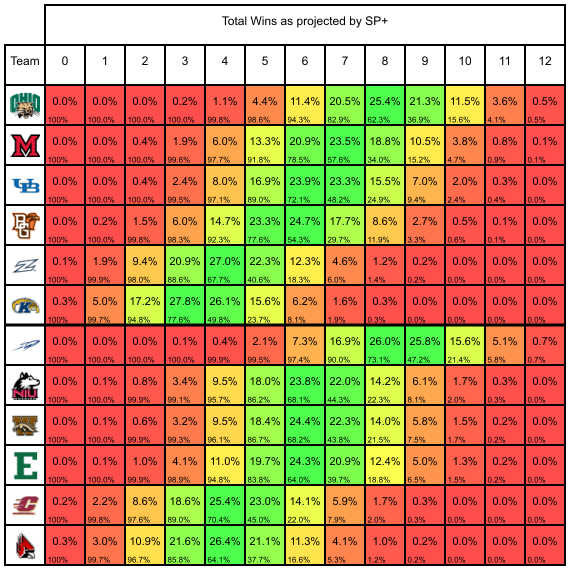 Total Wins as projected by SP+
Team 0 1 2 3 4 5 6 7 8 9 10 11 12
OHIO 0.0% 0.0% 0.0% 0.2% 1.1% 4.4% 11.4% 20.5% 25.4% 21.3% 11.5% 3.6% 0.5%
100% 100.0% 100.0% 100.0% 99.8% 98.6% 94.3% 82.9% 62.3% 36.9% 15.6% 4.1% 0.5%
M 0.0% 0.0% 0.4% 1.9% 6.0% 13.3% 20.9% 23.5% 18.8% 10.5% 3.8% 0.8% 0.1%
100% 100.0% 100.0% 99.6% 97.7% 91.8% 78.5% 57.6% 34.0% 15.2% 4.7% 0.9% 0.1%
UB 0.0% 0.0% 0.4% 2.4% 8.0% 16.9% 23.9% 23.3% 15.5% 7.0% 2.0% 0.3% 0.0%
100% 100.0% 100.0% 99.5% 97.1% 89.0% 72.1% 48.2% 24.9% 9.4% 2.4% 0.4% 0.0%
BG 0.0% 0.2% 1.5% 6.0% 14.7% 23.3% 24.7% 17.7% 8.6% 2.7% 0.5% 0.1% 0.0%
100% 100.0% 99.8% 98.3% 92.3% 77.6% 54.3% 29.7% 11.9% 3.3% 0.6% 0.1% 0.0%
Z 0.1% 1.9% 9.4% 20.9% 27.0% 22.3% 12.3% 4.6% 1.2% 0.2% 0.0% 0.0% 0.0%
100% 99.9% 98.0% 88.6% 67.7% 40.6% 18.3% 6.0% 1.4% 0.2% 0.0% 0.0% 0.0%
K 0.3% 5.0% 17.2% 27.8% 26.1% 15.6% 6.2% 1.6% 0.3% 0.0% 0.0% 0.0% 0.0%
100% 99.7% 94.8% 77.6% 49.8% 23.7% 8.1% 1.9% 0.3% 0.0% 0.0% 0.0% 0.0%
0.0% 0.0% 0.0% 0.1% 0.4% 2.1% 7.3% 16.9% 26.0% 25.8% 15.6% 5.8% 0.7%
100% 100.0% 100.0% 100.0% 99.9% 99.5% 97.4% 90.0% 73.1% 47.2% 21.4% 5.1% 0.7%
NIU 0.0% 0.1% 0.8% 3.4% 9.5% 18.0% 23.8% 22.0% 14.2% 6.1% 1.7% 0.3% 0.0%
100% 100.0% 99.9% 99.1% 95.7% 86.2% 68.1% 44.3% 22.3% 8.1% 2.0% 0.3% 0.0%
W 0.0% 0.1% 0.6% 3.2% 9.5% 18.4% 24.4% 22.3% 14.0% 5.8% 1.5% 0.2% 0.0%
100% 100.0% 99.9% 99.3% 96.1% 86.7% 68.2% 43.8% 21.5% 7.5% 1.7% 0.2% 0.0%
E 0.0% 0.1% 1.0% 4.1% 11.0% 19.7% 24.3% 20.9% 12.4% 5.0% 1.3% 0.2% 0.0%
100% 100.0% 99.9% 98.9% 94.8% 83.8% 64.0% 39.7% 18.8% 6.5% 1.5% 0.2% 0.0%
C 0.2% 2.2% 8.6% 18.6% 25.4% 23.0% 14.1% 5.9% 1.7% 0.3% 0.0% 0.0% 0.0%
100% 99.8% 97.6% 89.0% 70.4% 45.0% 22.0% 7.9% 2.0% 0.3% 0.0% 0.0% 0.0%
0.3% 3.0% 10.9% 21.6% 26.4% 21.1% 11.3% 4.1% 1.0% 0.2% 0.0% 0.0% 0.0%
100% 99.7% 96.7% 85.8% 64.1% 37.7% 16.6% 5.3% 1.2% 0.2% 0.0% 0.0% 0.0%